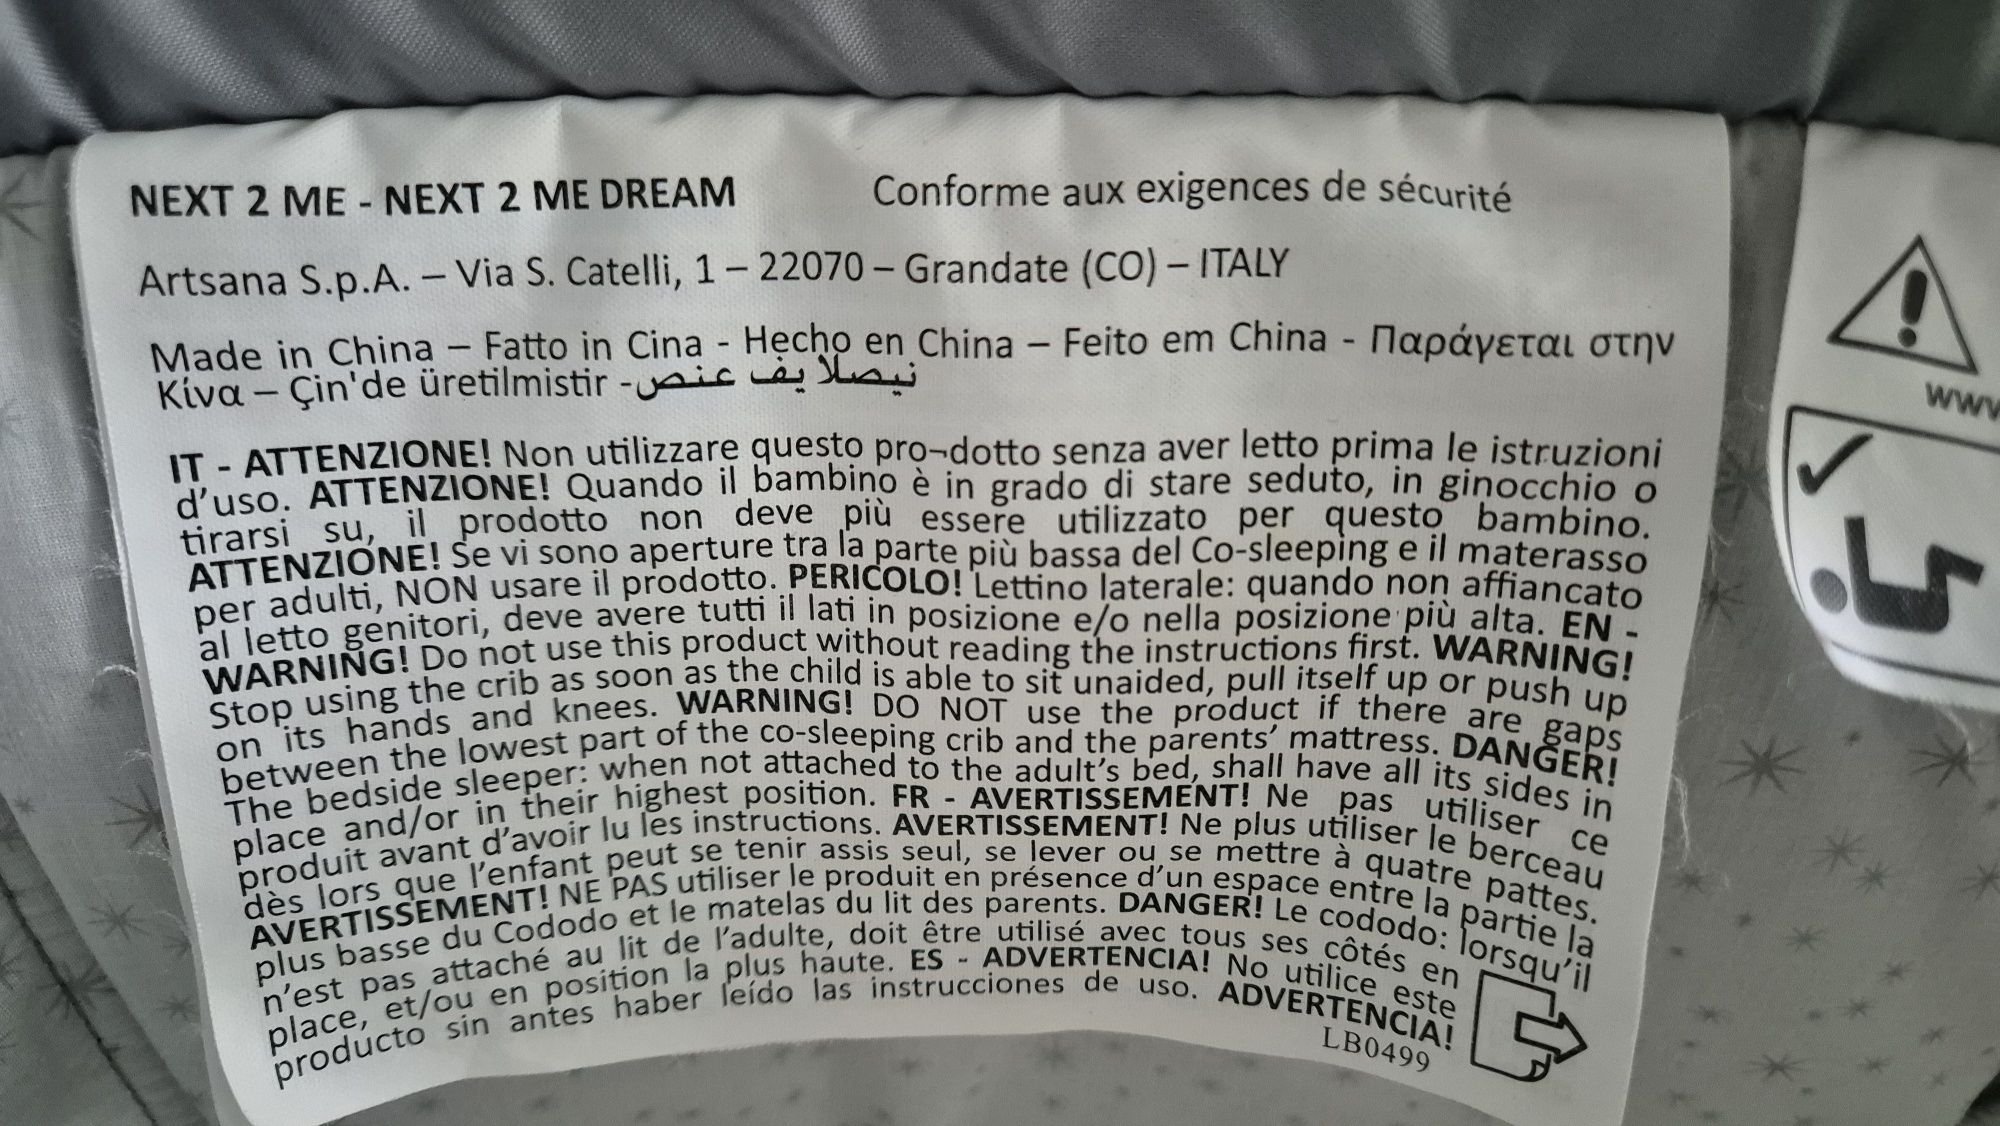 NEXT 2 ME - NEXT 2 ME DREAM Conforme aux exigences de sécurité
Artsana S.p.A. – Via S. Catelli, 1 – 22070 – Grandate (CO) – ITALY
Made in China – Fatto in Cina - Hecho en China – Feito em China - Παράγεται στην
Κίνα – Çin'de üretilmistir - نيصلا يف عنص
IT - ATTENZIONE! Non utilizzare questo pro¬dotto senza aver letto prima le istruzioni
d’uso. ATTENZIONE! Quando il bambino è in grado di stare seduto, in ginocchio o
tirarsi su, il prodotto non deve più essere utilizzato per questo bambino.
ATTENZIONE! Se vi sono aperture tra la parte più bassa del Co-sleeping e il materasso
per adulti, NON usare il prodotto. PERICOLO! Lettino laterale: quando non affiancato
al letto genitori, deve avere tutti il lati in posizione e/o nella posizione più alta. EN -
WARNING! Do not use this product without reading the instructions first. WARNING!
Stop using the crib as soon as the child is able to sit unaided, pull itself up or push up
on its hands and knees. WARNING! DO NOT use the product if there are gaps
between the lowest part of the co-sleeping crib and the parents’ mattress. DANGER!
The bedside sleeper: when not attached to the adult’s bed, shall have all its sides in
place and/or in their highest position. FR - AVERTISSEMENT! Ne pas utiliser ce
produit avant d’avoir lu les instructions. AVERTISSEMENT! Ne plus utiliser le berceau
dès lors que l’enfant peut se tenir assis seul, se lever ou se mettre à quatre pattes.
AVERTISSEMENT! NE PAS utiliser le produit en présence d’un espace entre la partie la
plus basse du Cododo et le matelas du lit des parents. DANGER! Le cododo: lorsqu’il
n’est pas attaché au lit de l’adulte, doit être utilisé avec tous ses côtés en
place, et/ou en position la plus haute. ES - ADVERTENCIA! No utilice este
producto sin antes haber leído las instrucciones de uso. ADVERTENCIA!
LB0499
www